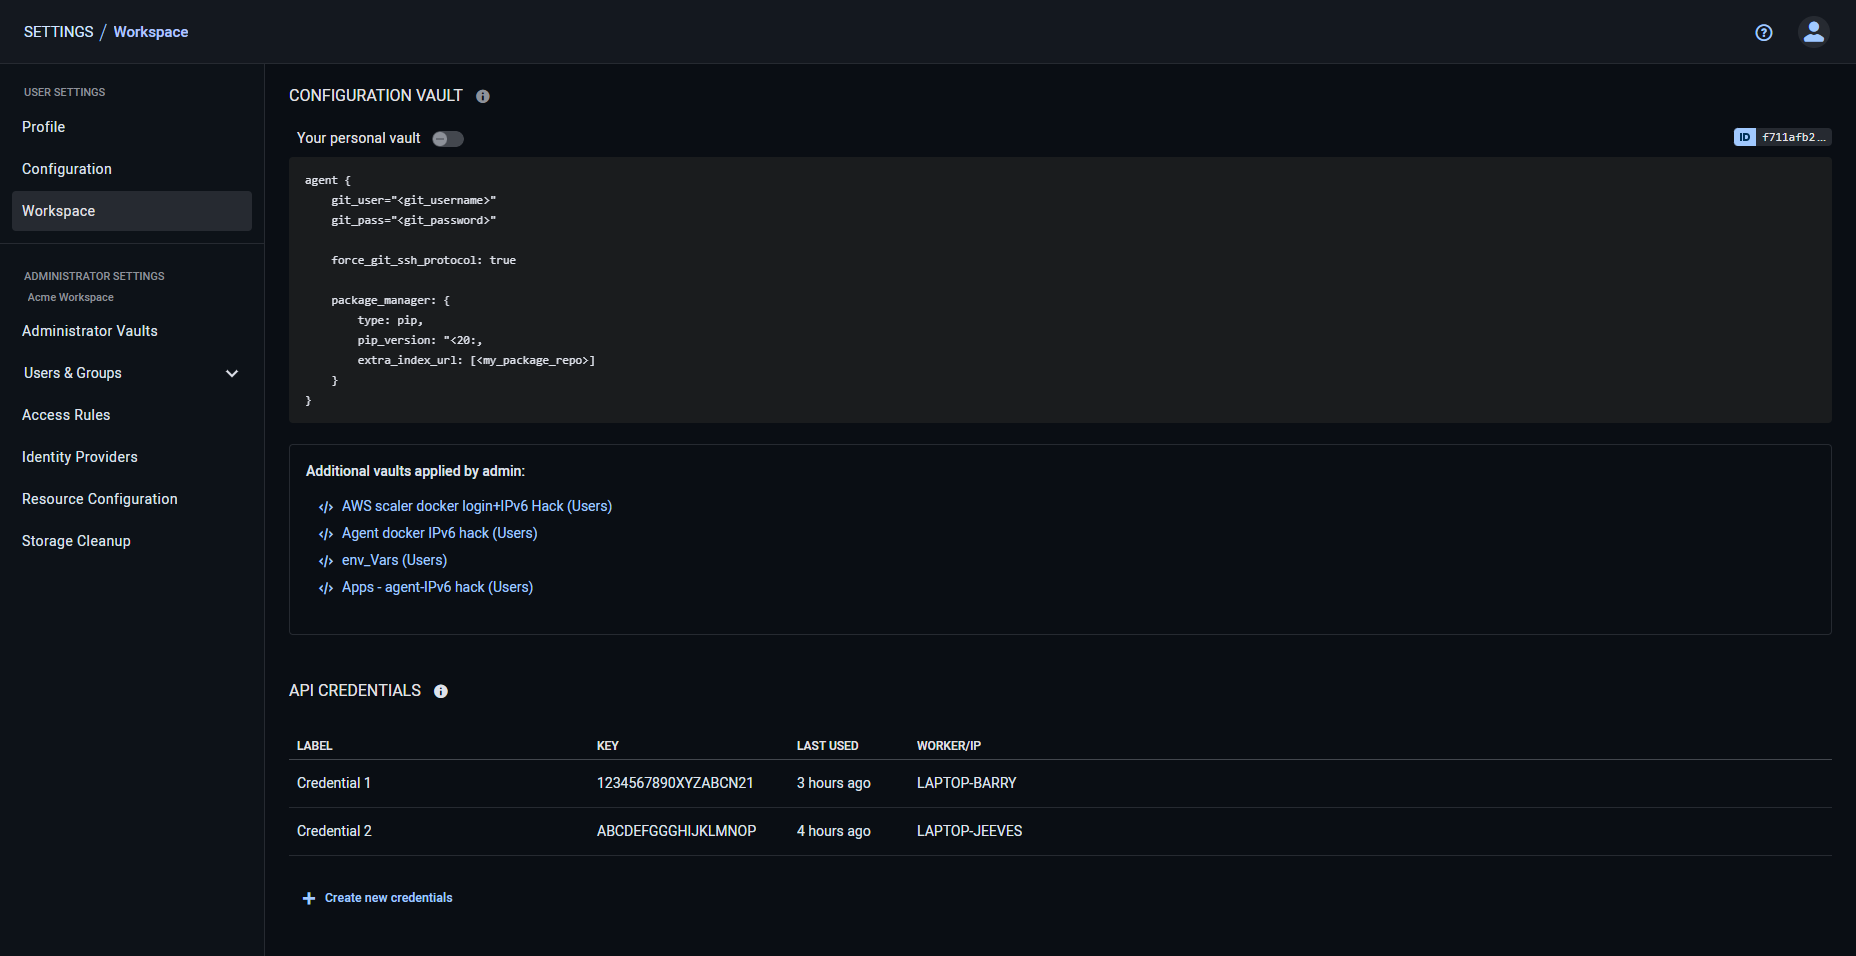 SETTINGS / Workspace
USER SETTINGS
Profile
Configuration
Workspace
ADMINISTRATOR SETTINGS
Acme Workspace
Administrator Vaults
Users & Groups
Access Rules
Identity Providers
Resource Configuration
Storage Cleanup
CONFIGURATION VAULT
Your personal vault
ID f711afb2...
agent {
    git_user="<git_username>"
    git_pass="<git_password>"
    force_git_ssh_protocol: true
    package_manager: {
        type: pip,
        pip_version: "<20:,
        extra_index_url: [<my_package_repo>]
    }
}
Additional vaults applied by admin:
</> AWS scaler docker login+IPv6 Hack (Users)
</> Agent docker IPv6 hack (Users)
</> env_Vars (Users)
</> Apps - agent-IPv6 hack (Users)
API CREDENTIALS
LABEL KEY LAST USED WORKER/IP
Credential 1 1234567890XYZABCN21 3 hours ago LAPTOP-BARRY
Credential 2 ABCDEFGGGHIJKLMNOP 4 hours ago LAPTOP-JEEVES
+ Create new credentials